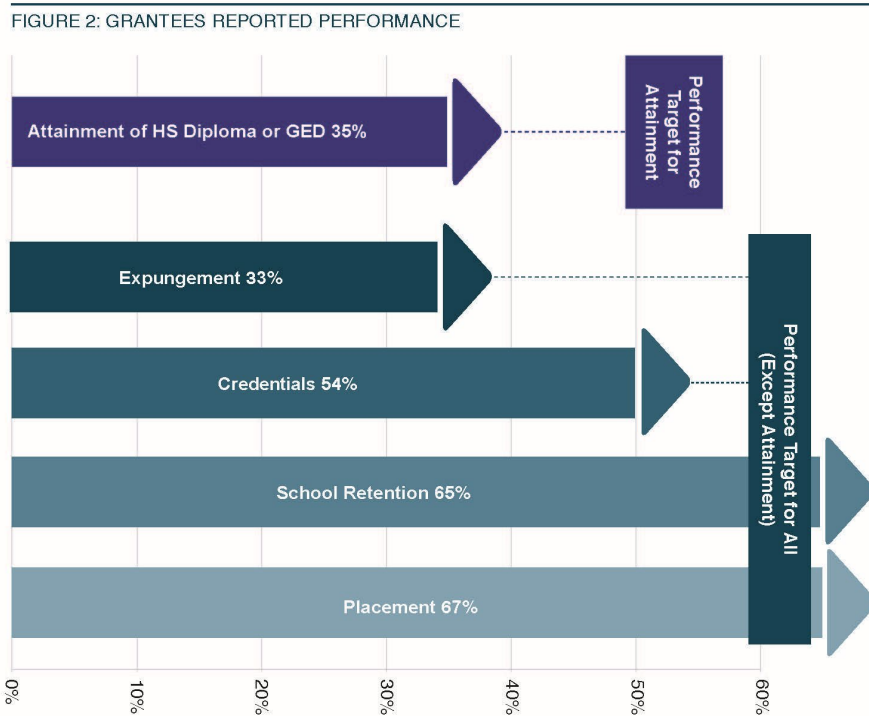 FIGURE 2: GRANTEES REPORTED PERFORMANCE
Attainment of HS Diploma or GED 35%
Performance
Target for
Attainment
Expungement 33%
Credentials 54%
School Retention 65%
Placement 67%
Performance Target for All
(Except Attainment)
0%
10%
20%
30%
40%
50%
60%